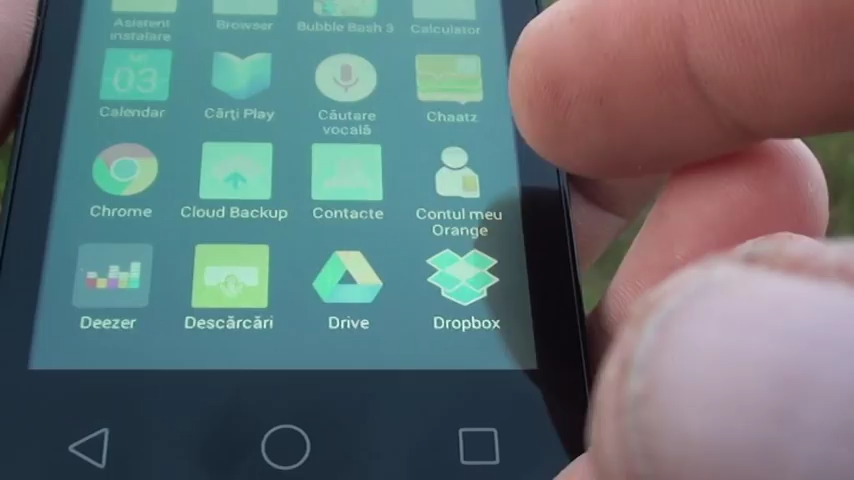 Asistent Browser Bubble Bash 3 Calculator
instalare
03
Calendar Cărți Play Căutare Chaatz
vocală
Chrome Cloud Backup Contacte Contul meu
Orange
Deezer Descărcări Drive Dropbox